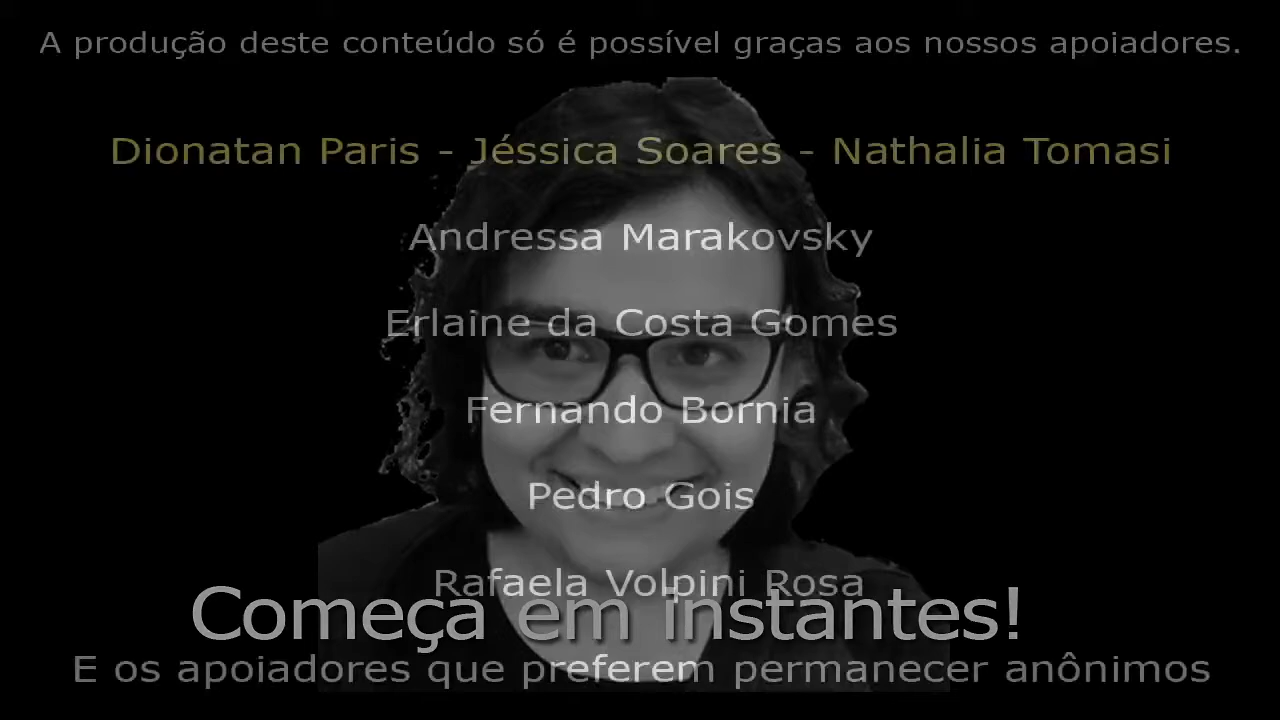 A produção deste conteúdo só é possível graças aos nossos apoiadores.
Dionatan Paris - Jéssica Soares - Nathalia Tomasi
Andressa Marakovsky
Erlaine da Costa Gomes
Fernando Bornia
Pedro Gois
Rafaela Volpini Rosa
Começa em instantes!
E os apoiadores que preferem permanecer anônimos